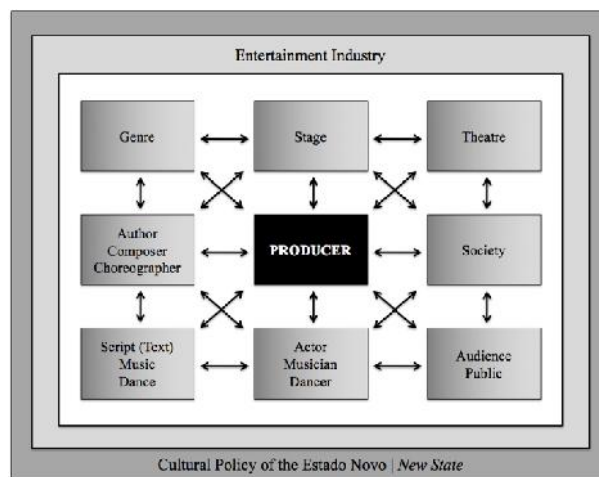 Entertainment Industry
Genre
Stage
Theatre
Author
Composer
Choreographer
PRODUCER
Society
Script (Text)
Music
Dance
Actor
Musician
Dancer
Audience
Public
Cultural Policy of the Estado Novo | New State